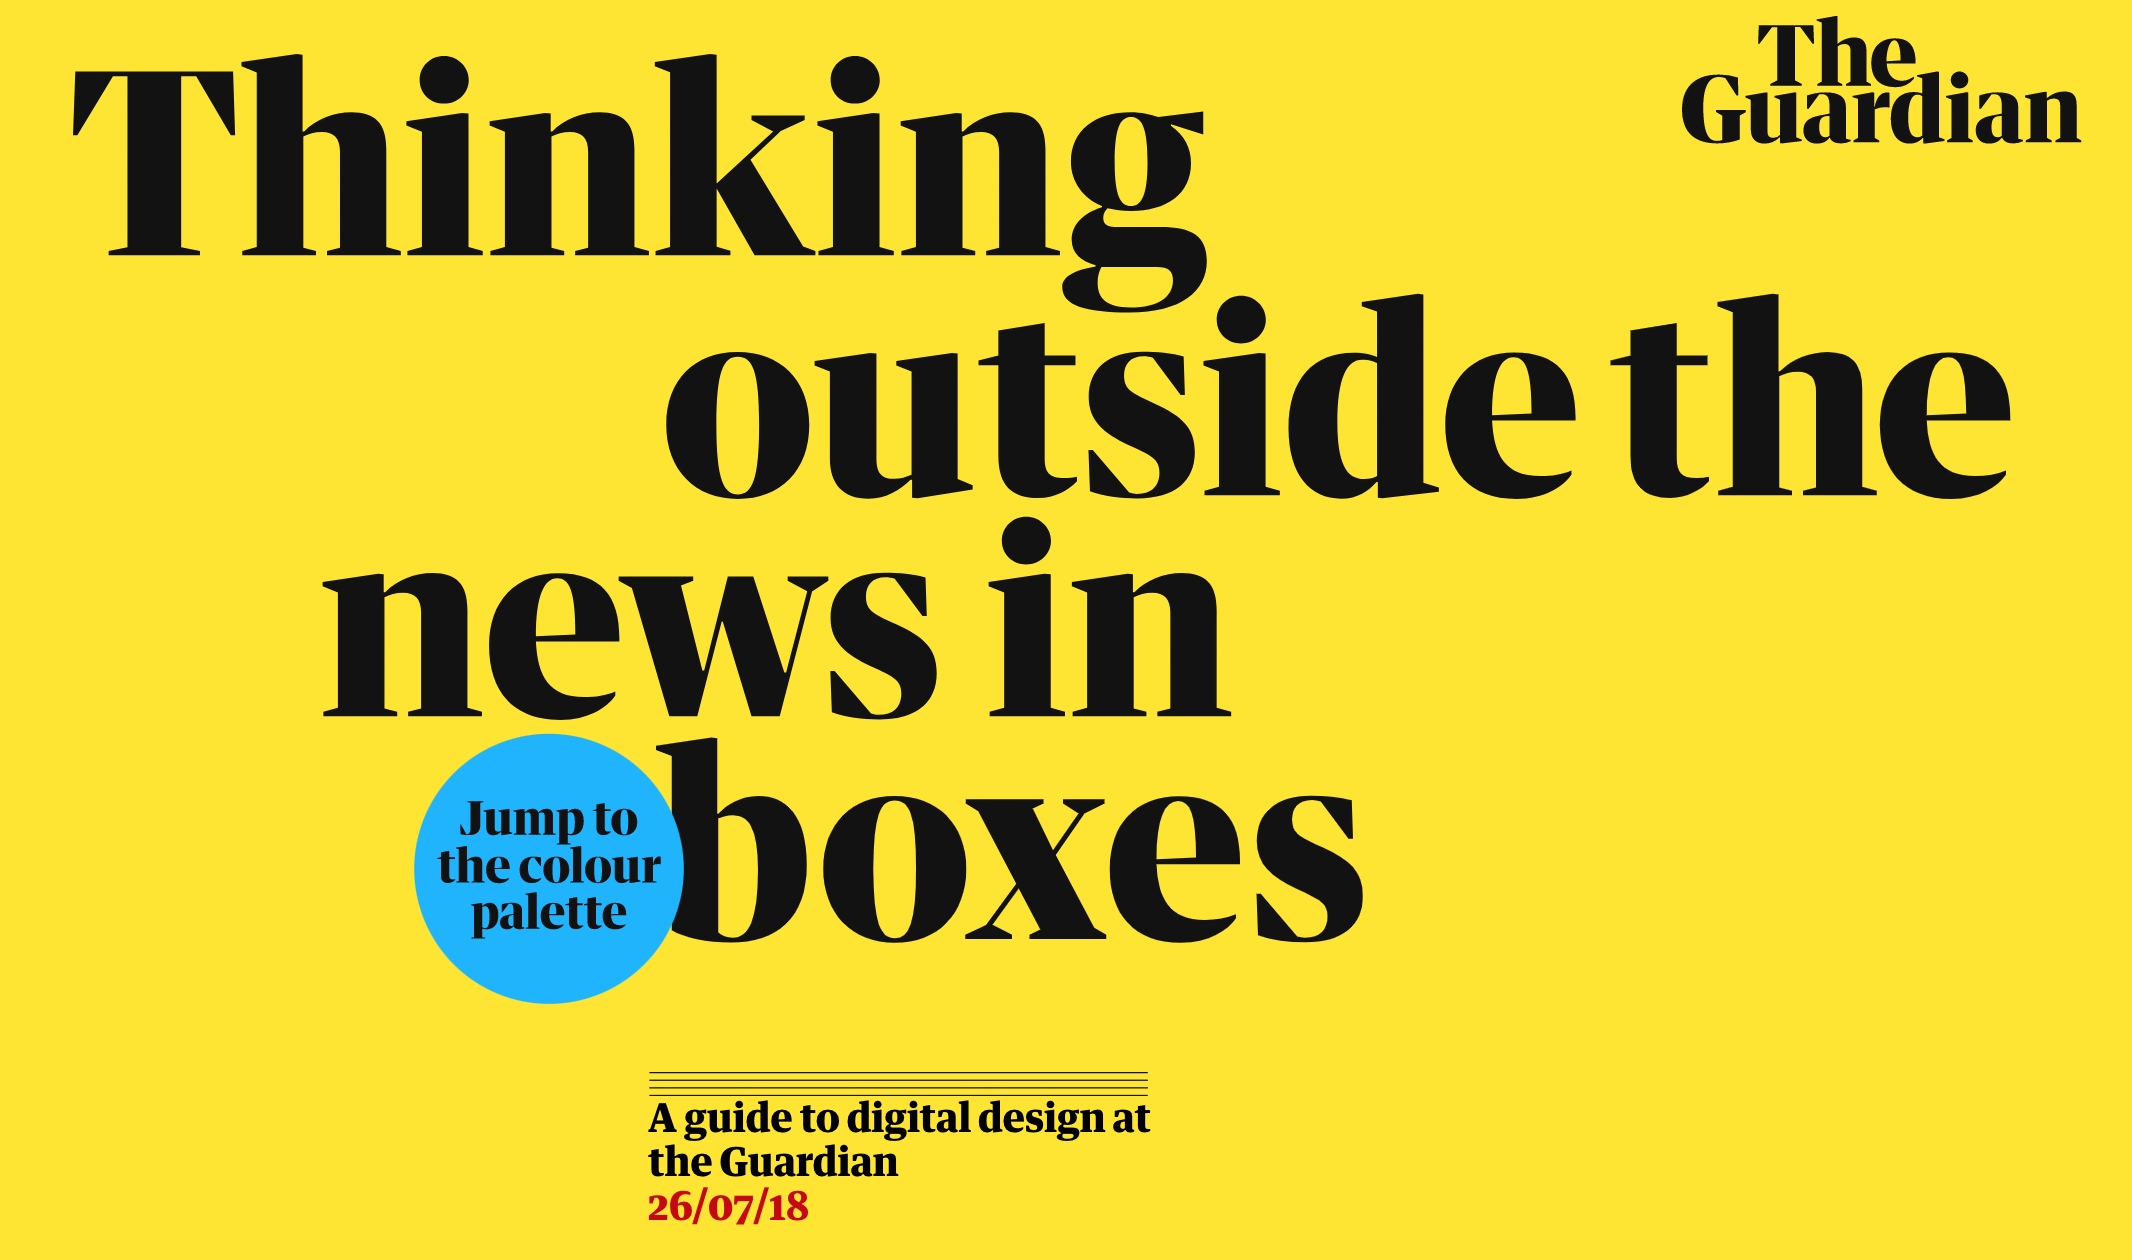 The
Guardian
Thinking
outside the
news in
boxes
Jump to
the colour
palette
A guide to digital design at
the Guardian
26/07/18